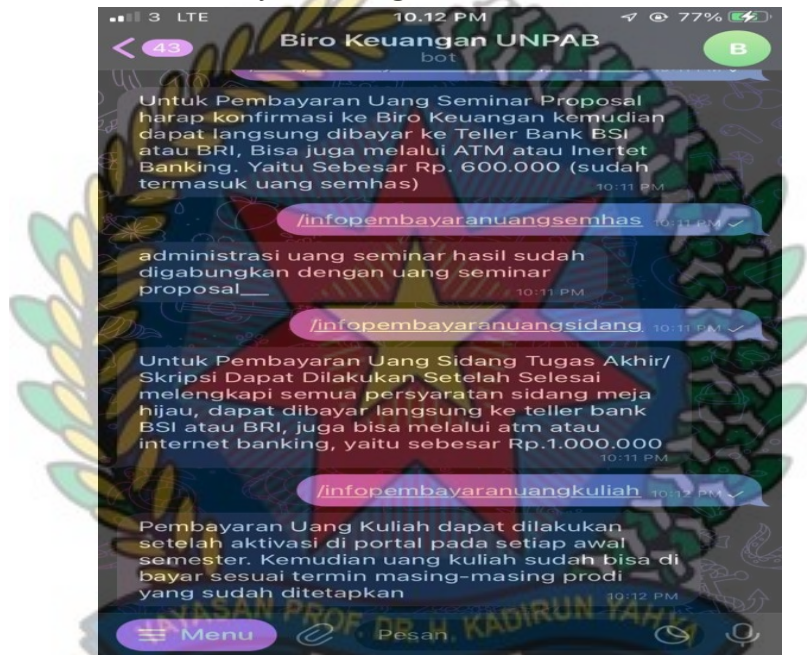 3 LTE
10.12 PM
77%
43
Biro Keuangan UNPAB
bot
B
Untuk Pembayaran Uang Seminar Proposal
harap konfirmasi ke Biro Keuangan kemudian
dapat langsung dibayar ke Teller Bank BSI
atau BRI, Bisa juga melalui ATM atau Inertet
Banking. Yaitu Sebesar Rp. 600.000 (sudah
termasuk uang semhas)
10:11 PM
/infopembayaranuangsemhas 10:11 PM
administrasi uang seminar hasil sudah
digabungkan dengan uang seminar
proposal__
10:11 PM
/infopembayaranuangsidang 10:11 PM
Untuk Pembayaran Uang Sidang Tugas Akhir/
Skripsi Dapat Dilakukan Setelah Selesai
melengkapi semua persyaratan sidang meja
hijau, dapat dibayar langsung ke teller bank
BSI atau BRI, juga bisa melalui atm atau
internet banking, yaitu sebesar Rp.1.000.000
10:11 PM
/infopembayaranuangkuliah 10:12 PM
Pembayaran Uang Kuliah dapat dilakukan
setelah aktivasi di portal pada setiap awal
semester. Kemudian uang kuliah sudah bisa di
bayar sesuai termin masing-masing prodi
yang sudah ditetapkan
10:12 PM
YAYASAN PROF. DR. H. KADIRUN YAHYA
Menu
Pesan